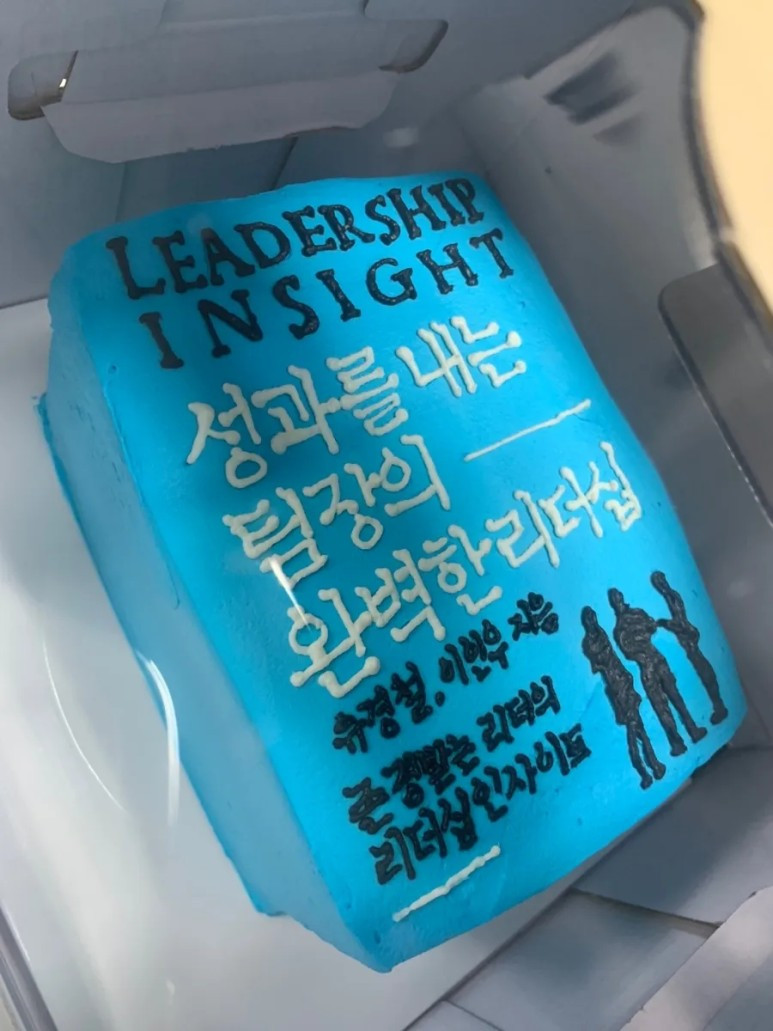 LEADERSHIP
INSIGHT
성과를 내는
팀장의
완벽한 리더십
유경철, 이인우 지음
존경받는 리더의
리더십 인사이트